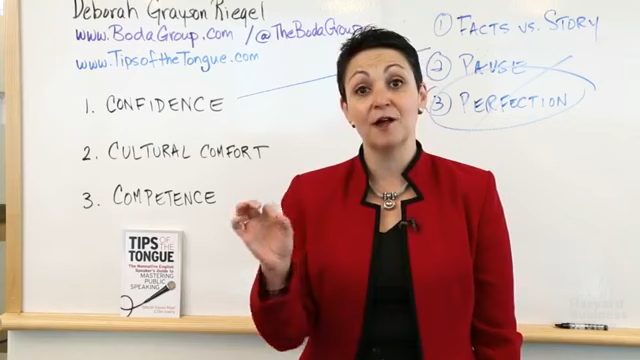 Deborah Grayson Riegel
www.BodaGroup.com / @TheBodaGroup
www.TipsoftheTongue.com
1. CONFIDENCE
2. CULTURAL COMFORT
3. COMPETENCE
① FACTS VS. STORY
② PAUSE
③ PERFECTION
TIPS
OF THE
TONGUE
The Nonnative English
Speaker's Guide to
MASTERING
PUBLIC
SPEAKING
Harvard
Business